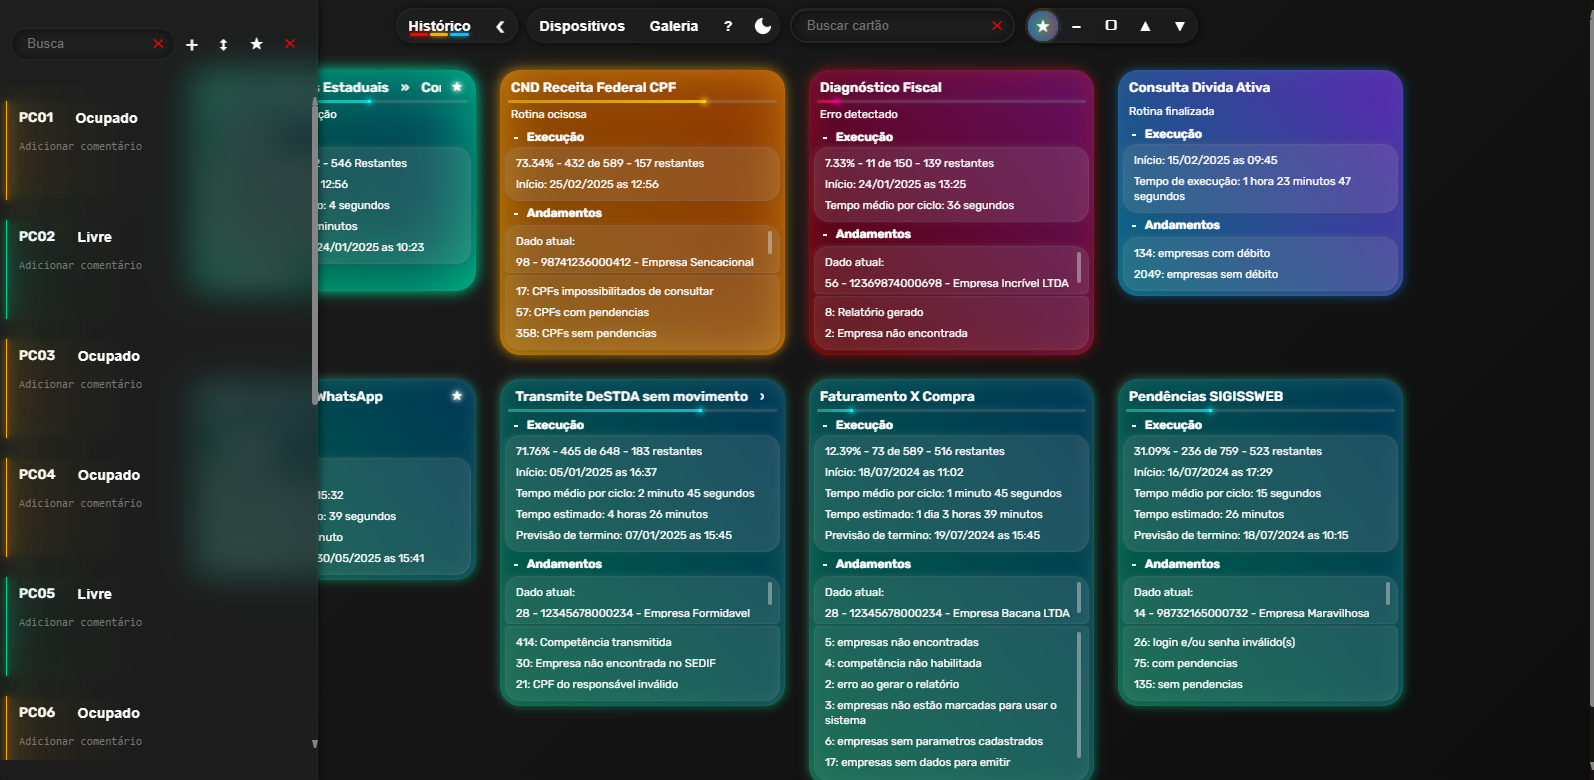 Histórico ❮
Dispositivos Galeria ?
Buscar cartão ✕
★ − ▲ ▼
Busca ✕ + ★ ✕
PC01 Ocupado
Adicionar comentário
PC02 Livre
Adicionar comentário
PC03 Ocupado
Adicionar comentário
PC04 Ocupado
Adicionar comentário
PC05 Livre
Adicionar comentário
PC06 Ocupado
Adicionar comentário
Estaduais » ★
- 546 Restantes
12:56
4 segundos
24/01/2025 as 10:23
CND Receita Federal CPF
Rotina ociosa
- Execução
73.34% - 432 de 589 - 157 restantes
Início: 25/02/2025 as 12:56
- Andamentos
Dado atual:
98 - 98741236000412 - Empresa Sencacional
17: CPFs impossibilitados de consultar
57: CPFs com pendencias
358: CPFs sem pendencias
Diagnóstico Fiscal
Erro detectado
- Execução
7.33% - 11 de 150 - 139 restantes
Início: 24/01/2025 as 13:25
Tempo médio por ciclo: 36 segundos
- Andamentos
Dado atual:
56 - 12369874000698 - Empresa Incrível LTDA
8: Relatório gerado
2: Empresa não encontrada
Consulta Divida Ativa
Rotina finalizada
- Execução
Início: 15/02/2025 as 09:45
Tempo de execução: 1 hora 23 minutos 47
segundos
- Andamentos
134: empresas com débito
2049: empresas sem débito
WhatsApp ★
15:32
39 segundos
30/05/2025 as 15:41
Transmite DeSTDA sem movimento ›
- Execução
71.76% - 465 de 648 - 183 restantes
Início: 05/01/2025 as 16:37
Tempo médio por ciclo: 2 minuto 45 segundos
Tempo estimado: 4 horas 26 minutos
Previsão de termino: 07/01/2025 as 15:45
- Andamentos
Dado atual:
28 - 12345678000234 - Empresa Formidavel
414: Competência transmitida
30: Empresa não encontrada no SEDIF
21: CPF do responsável inválido
Faturamento X Compra
- Execução
12.39% - 73 de 589 - 516 restantes
Início: 18/07/2024 as 11:02
Tempo médio por ciclo: 1 minuto 45 segundos
Tempo estimado: 1 dia 3 horas 39 minutos
Previsão de termino: 19/07/2024 as 15:45
- Andamentos
Dado atual:
28 - 12345678000234 - Empresa Bacana LTDA
5: empresas não encontradas
4: competência não habilitada
2: erro ao gerar o relatório
3: empresas não estão marcadas para usar o
sistema
6: empresas sem parametros cadastrados
17: empresas sem dados para emitir
Pendências SIGISSWEB
- Execução
31.09% - 236 de 759 - 523 restantes
Início: 16/07/2024 as 17:29
Tempo médio por ciclo: 15 segundos
Tempo estimado: 26 minutos
Previsão de termino: 18/07/2024 as 10:15
- Andamentos
Dado atual:
14 - 98732165000732 - Empresa Maravilhosa
26: login e/ou senha inválido(s)
75: com pendencias
135: sem pendencias